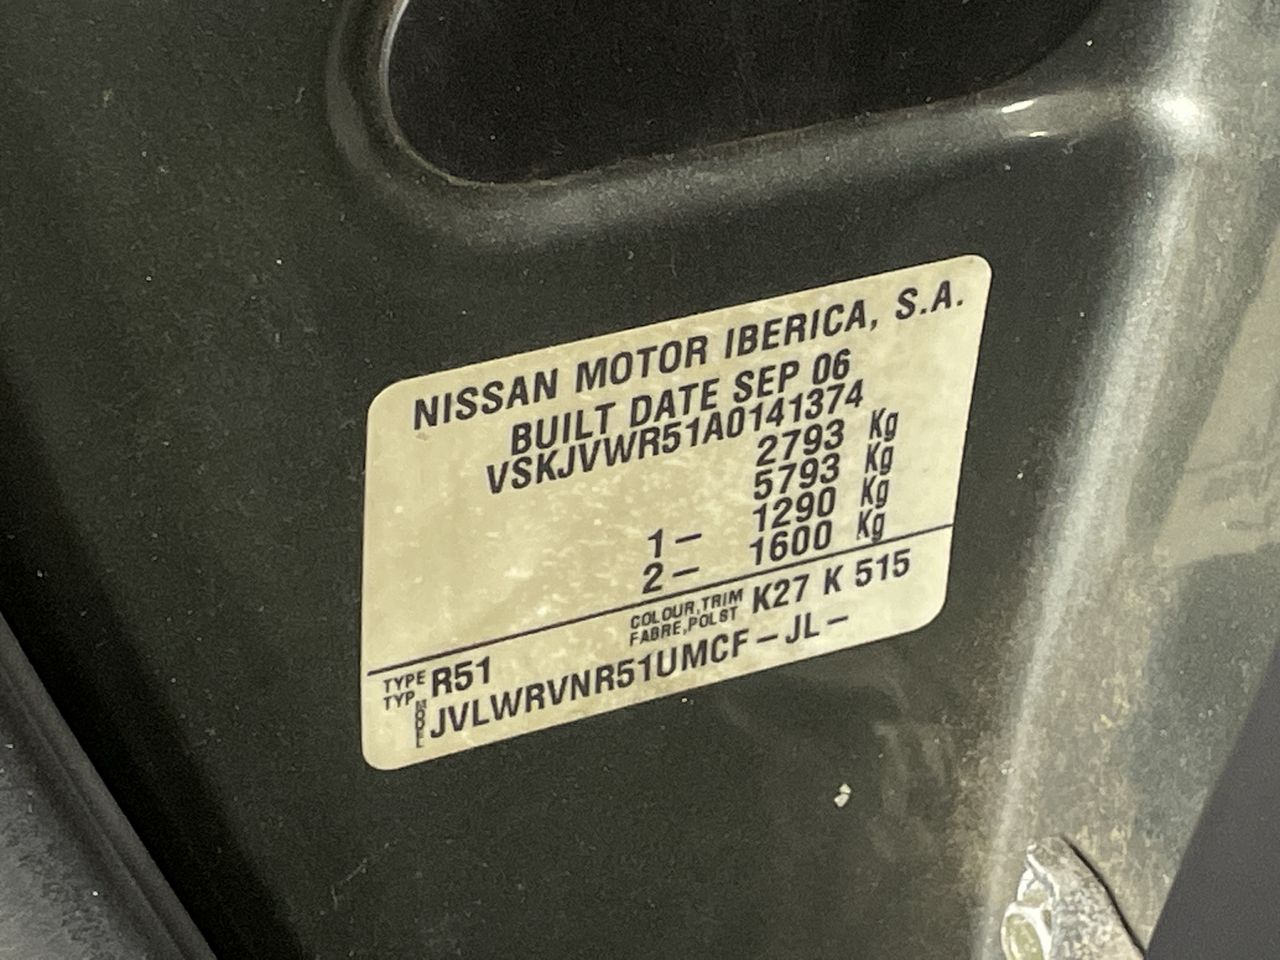 NISSAN MOTOR IBERICA, S.A.
BUILT DATE SEP 06
VSKJVWR51A0141374
2793 Kg
5793 Kg
1- 1290 Kg
2- 1600 Kg
COLOUR,TRIM K27 K 515
FABRE,POLST
TYPE R51
TYP
MODEL JVLWRVNR51UMCF-JL-